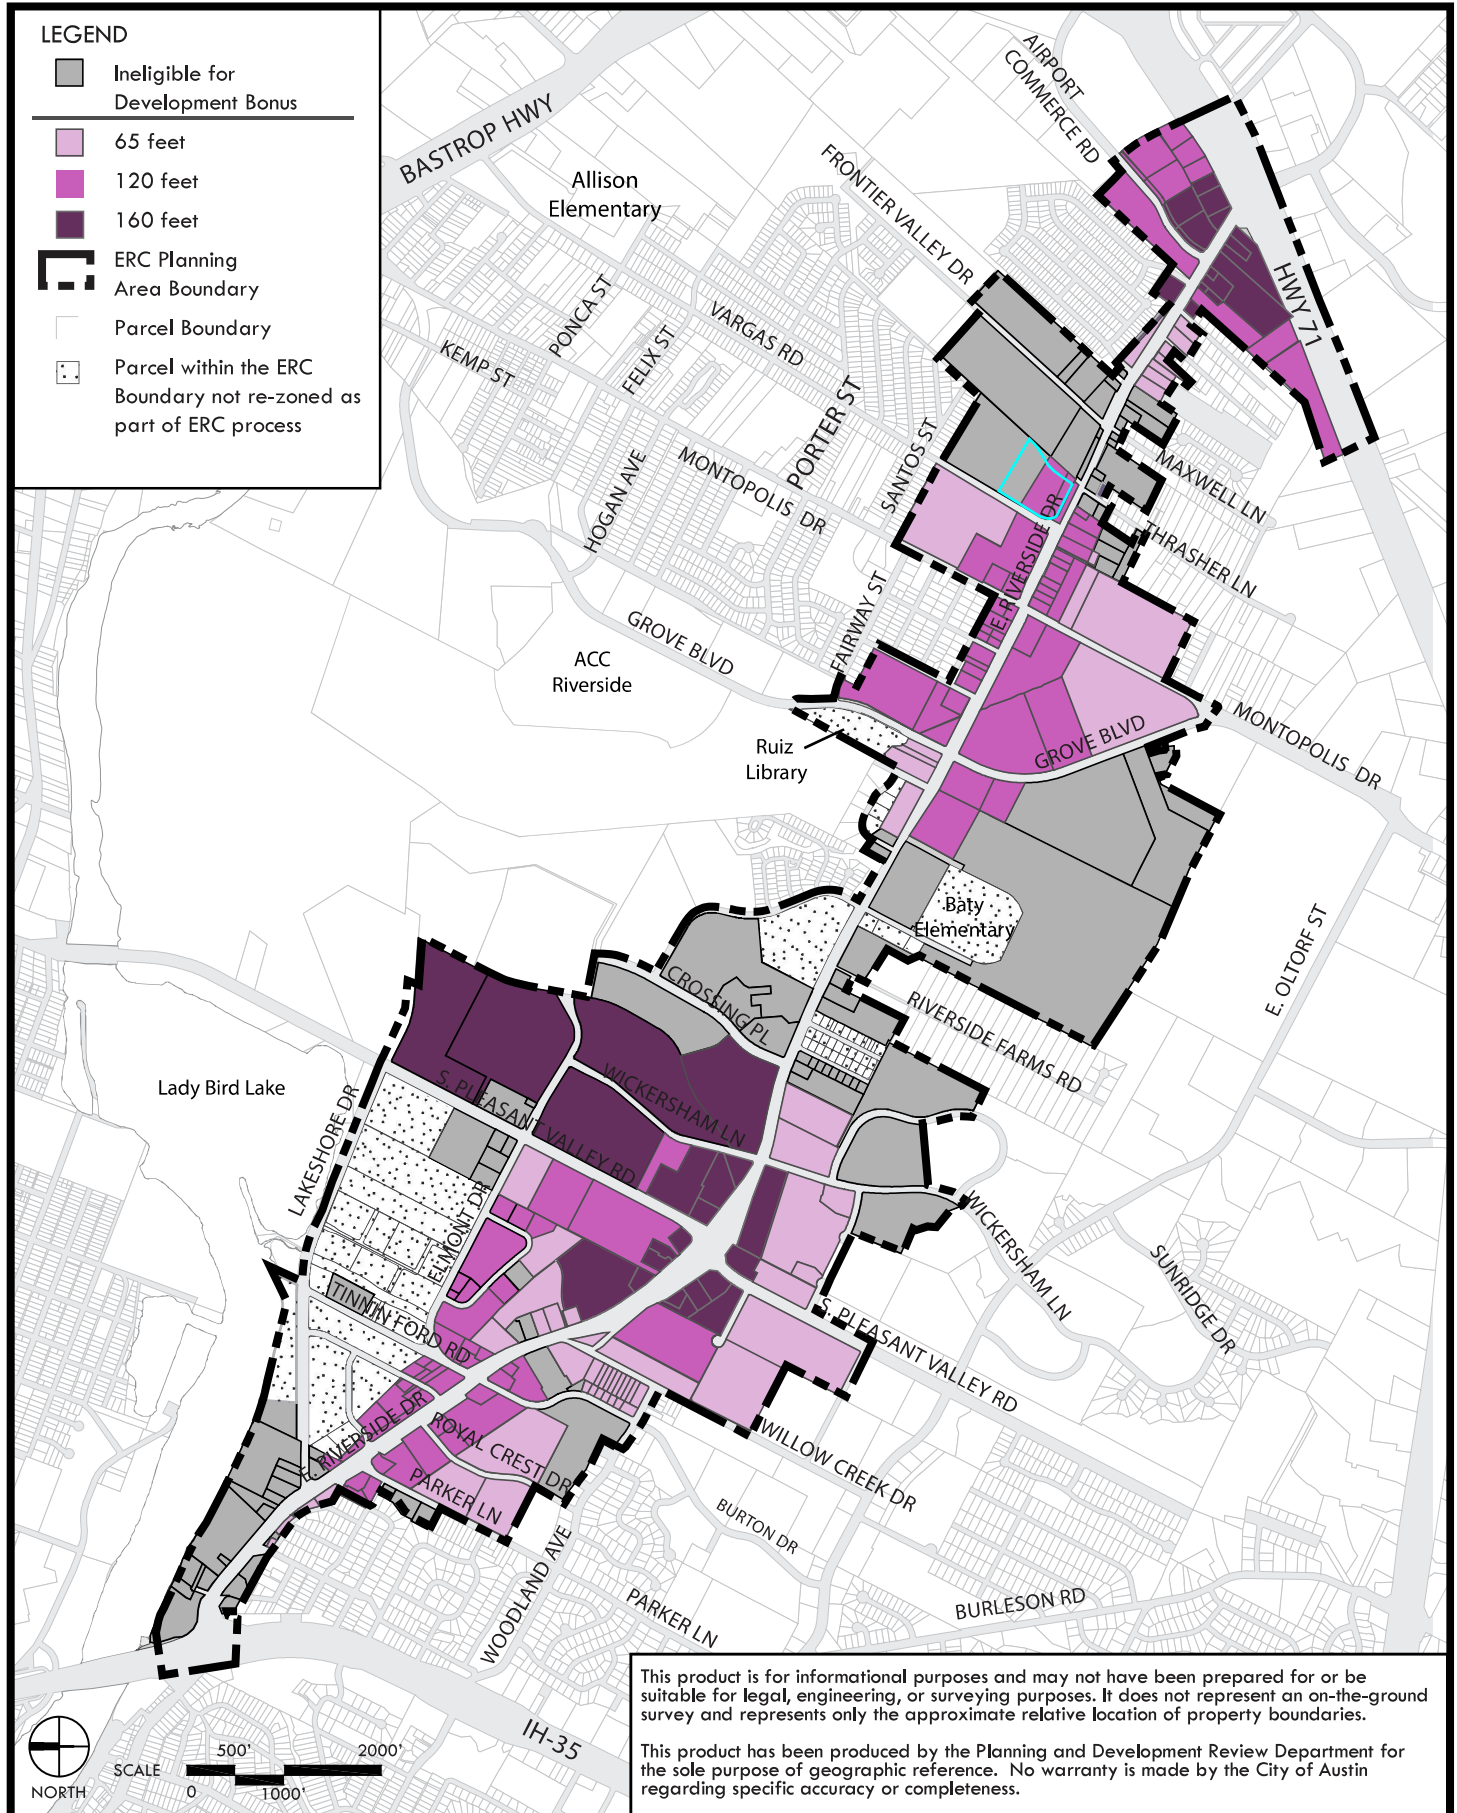 LEGEND
Ineligible for
Development Bonus
65 feet
120 feet
160 feet
ERC Planning
Area Boundary
Parcel Boundary
Parcel within the ERC
Boundary not re-zoned as
part of ERC process
BASTROP HWY
AIRPORT
COMMERCE RD
Allison
Elementary
FRONTIER VALLEY DR
HWY 71
PONCA ST
VARGAS RD
KEMP ST
FELIX ST
PORTER ST
SANTOS ST
HOGAN AVE
MONTOPOLIS DR
MAXWELL LN
THRASHER LN
E. RIVERSIDE DR
FAIRWAY ST
GROVE BLVD
ACC
Riverside
Ruiz
Library
GROVE BLVD
MONTOPOLIS DR
Baty
Elementary
E. OLTORF ST
CROSSING PL
RIVERSIDE FARMS RD
Lady Bird Lake
LAKESHORE DR
S. PLEASANT VALLEY RD
WICKERSHAM LN
ELMONT DR
WICKERSHAM LN
SUNRIDGE DR
TINNIN FORD RD
S. PLEASANT VALLEY RD
E. RIVERSIDE DR
ROYAL CREST DR
PARKER LN
WILLOW CREEK DR
BURTON DR
WOODLAND AVE
PARKER LN
BURLESON RD
IH-35
NORTH
SCALE
500'
2000'
0
1000'
This product is for informational purposes and may not have been prepared for or be
suitable for legal, engineering, or surveying purposes. It does not represent an on-the-ground
survey and represents only the approximate relative location of property boundaries.
This product has been produced by the Planning and Development Review Department for
the sole purpose of geographic reference. No warranty is made by the City of Austin
regarding specific accuracy or completeness.